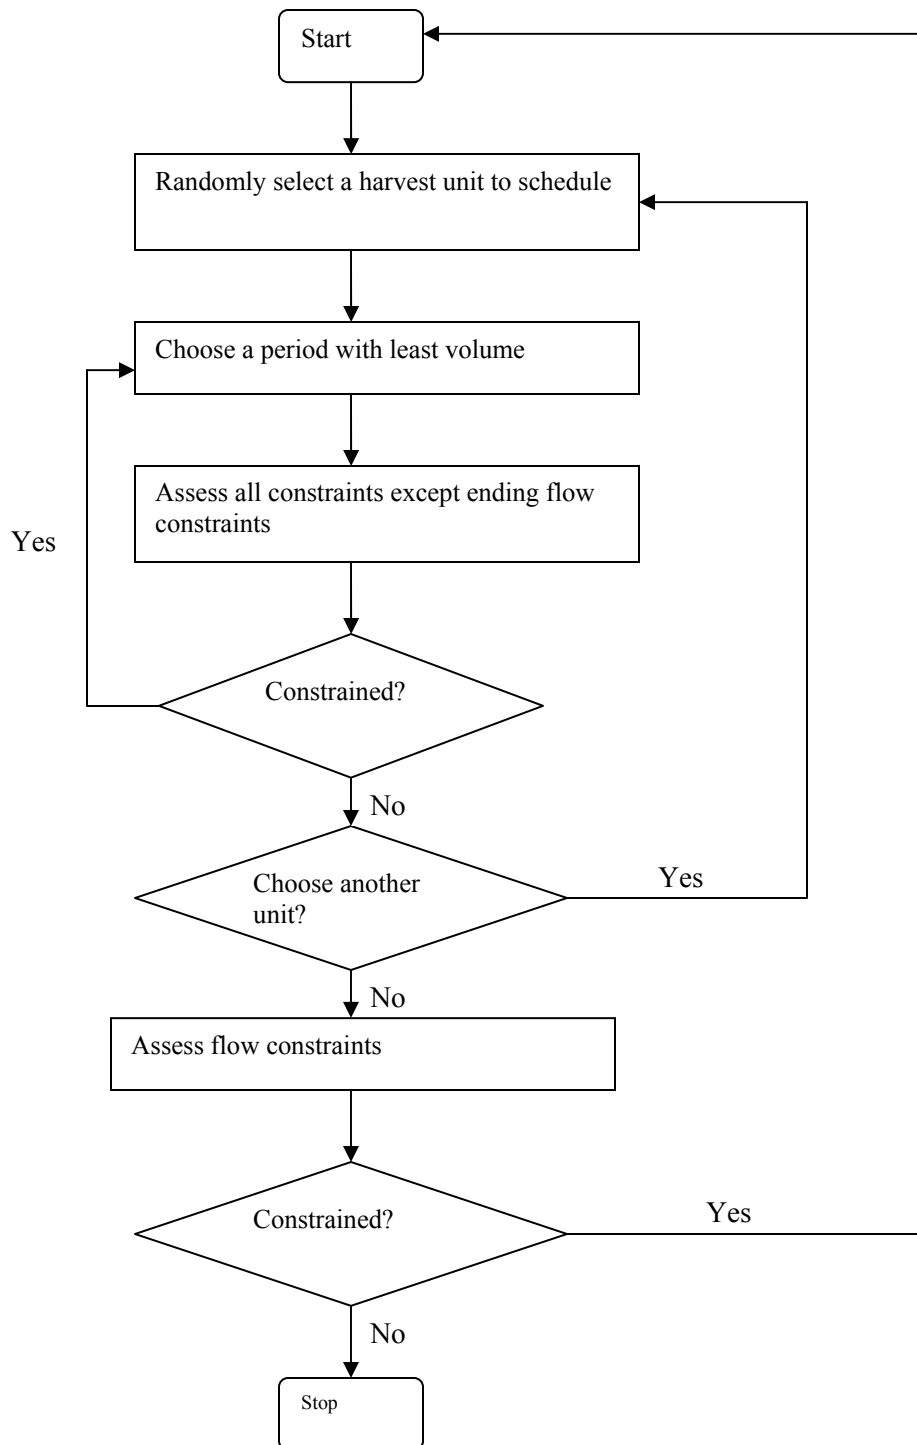 Start
Randomly select a harvest unit to schedule
Choose a period with least volume
Assess all constraints except ending flow
constraints
Yes
Constrained?
No
Choose another
unit?
Yes
No
Assess flow constraints
Constrained?
Yes
No
Stop